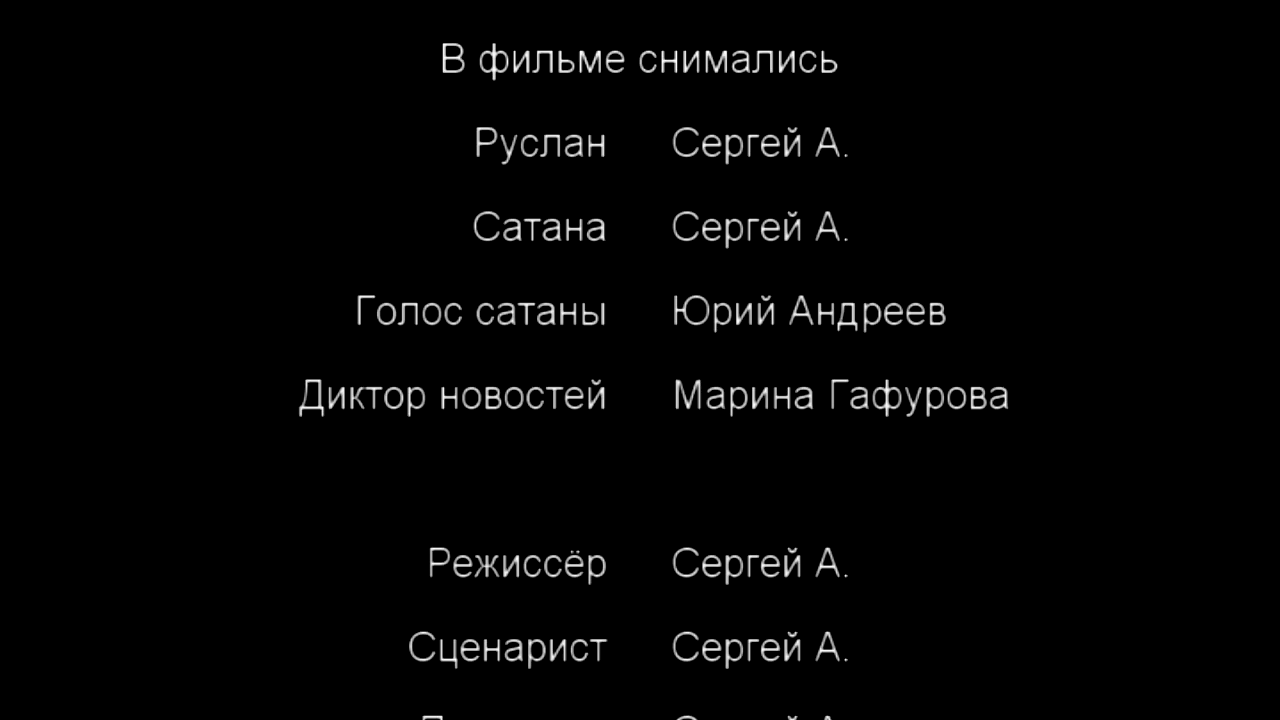 В фильме снимались
Руслан Сергей А.
Сатана Сергей А.
Голос сатаны Юрий Андреев
Диктор новостей Марина Гафурова
Режиссёр Сергей А.
Сценарист Сергей А.